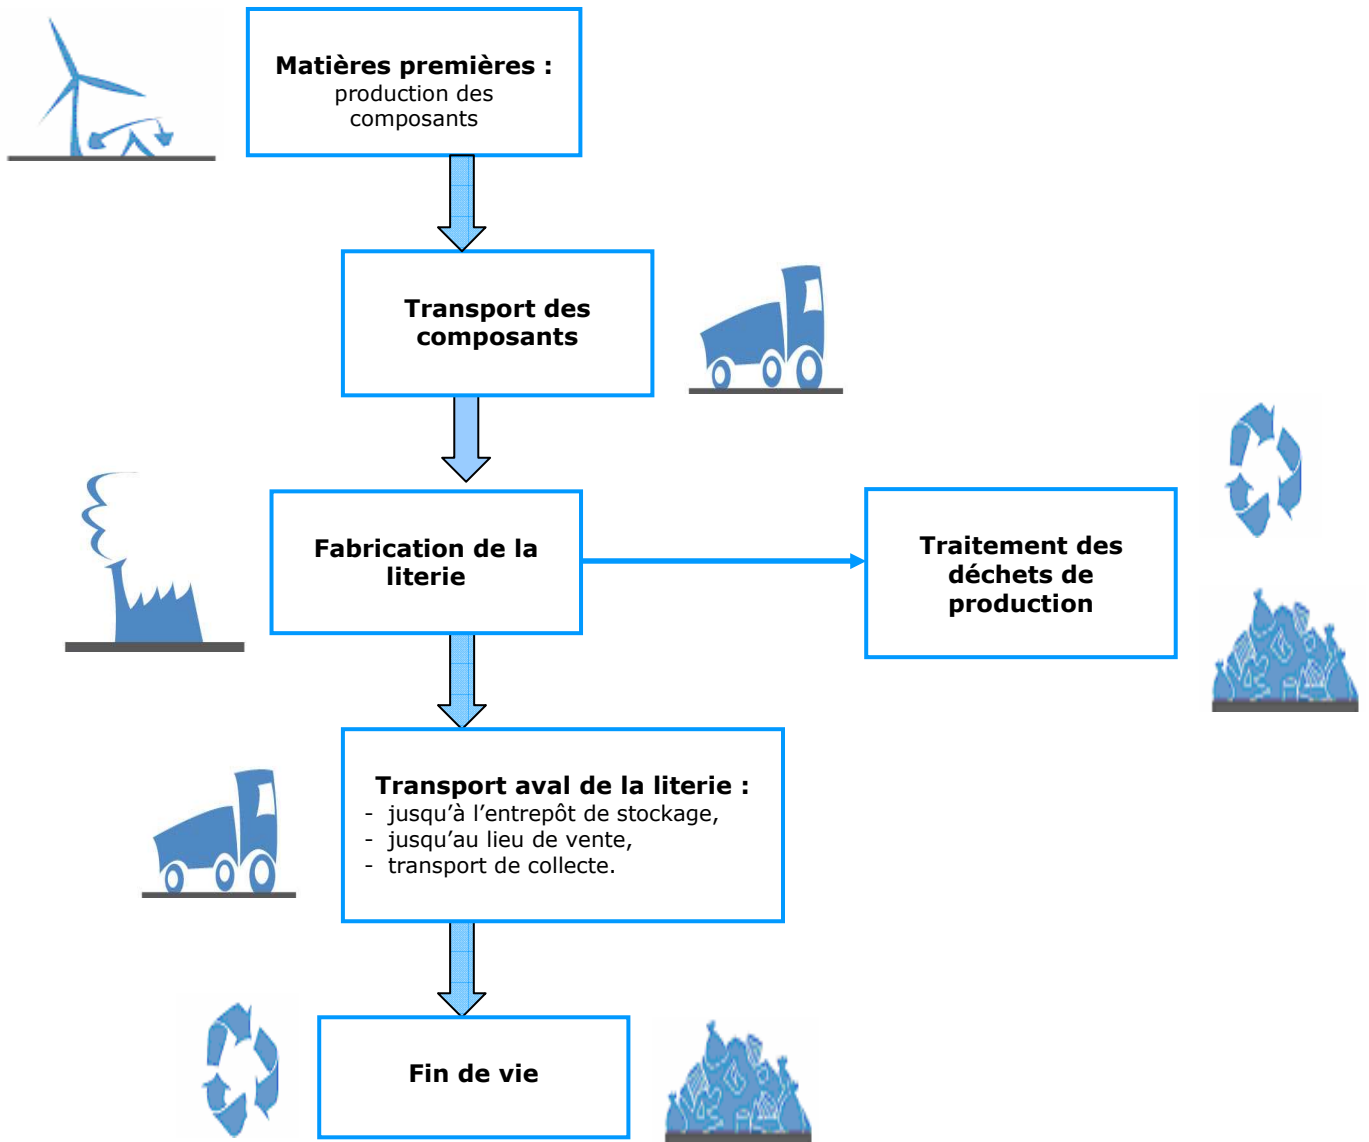 Matières premières :
production des
composants
Transport des
composants
Fabrication de la
literie
Traitement des
déchets de
production
Transport aval de la literie :
- jusqu’à l’entrepôt de stockage,
- jusqu’au lieu de vente,
- transport de collecte.
Fin de vie